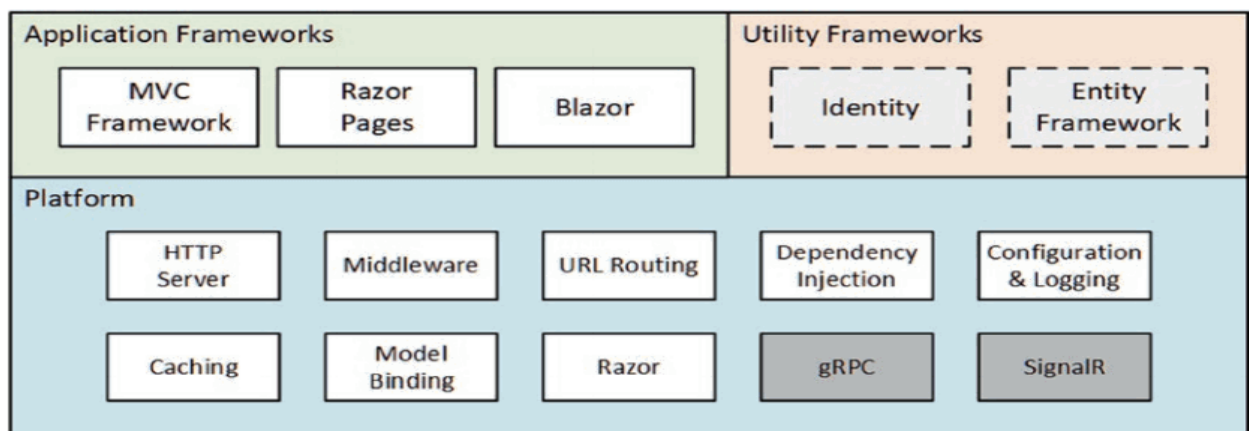 Application Frameworks
Utility Frameworks
MVC
Framework
Razor
Pages
Blazor
Identity
Entity
Framework
Platform
HTTP
Server
Middleware
URL Routing
Dependency
Injection
Configuration
& Logging
Caching
Model
Binding
Razor
gRPC
SignalR